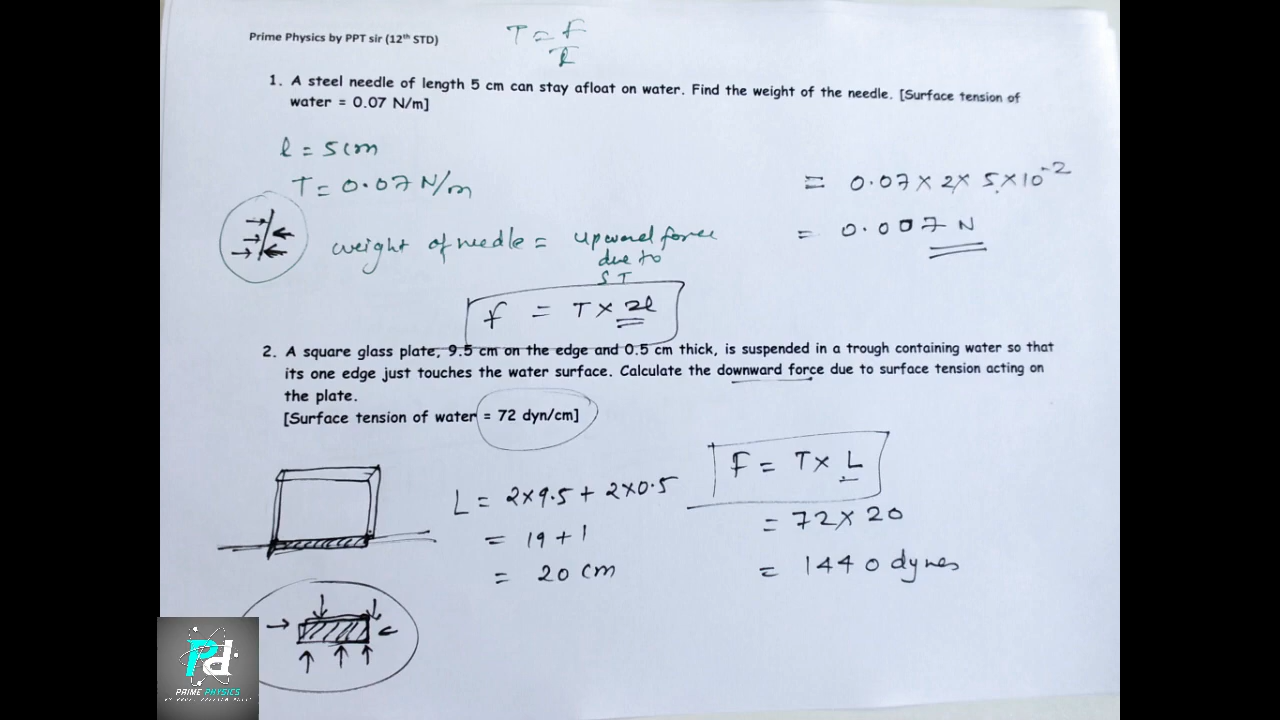 Prime Physics by PPT sir (12th STD)
T = f
l
1. A steel needle of length 5 cm can stay afloat on water. Find the weight of the needle. [Surface tension of
water = 0.07 N/m]
l = 5 cm
T = 0.07 N/m
weight of needle = upward force
due to
S T
f = T × 2l
= 0.07 × 2 × 5 × 10⁻²
= 0.007 N
2. A square glass plate, 9.5 cm on the edge and 0.5 cm thick, is suspended in a trough containing water so that
its one edge just touches the water surface. Calculate the downward force due to surface tension acting on
the plate.
[Surface tension of water = 72 dyn/cm]
L = 2×9.5 + 2×0.5
= 19 + 1
= 20 cm
F = T × L
= 72 × 20
= 1440 dynes
Pd
PRIME PHYSICS